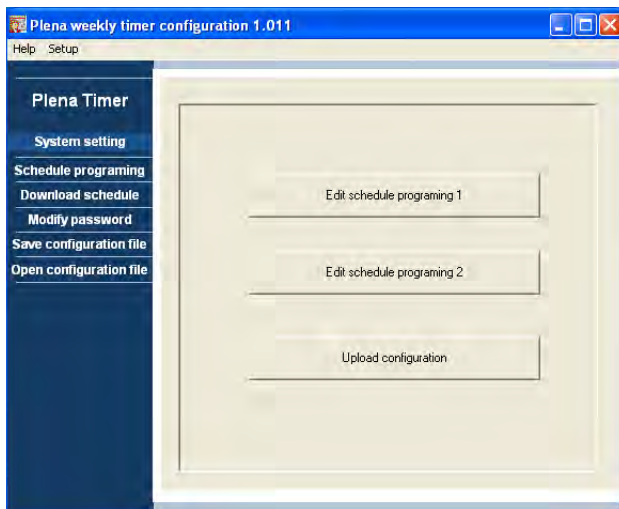 Plena weekly timer configuration 1.011
Help Setup
Plena Timer
System setting
Schedule programing
Download schedule
Modify password
Save configuration file
Open configuration file
Edit schedule programing 1
Edit schedule programing 2
Upload configuration